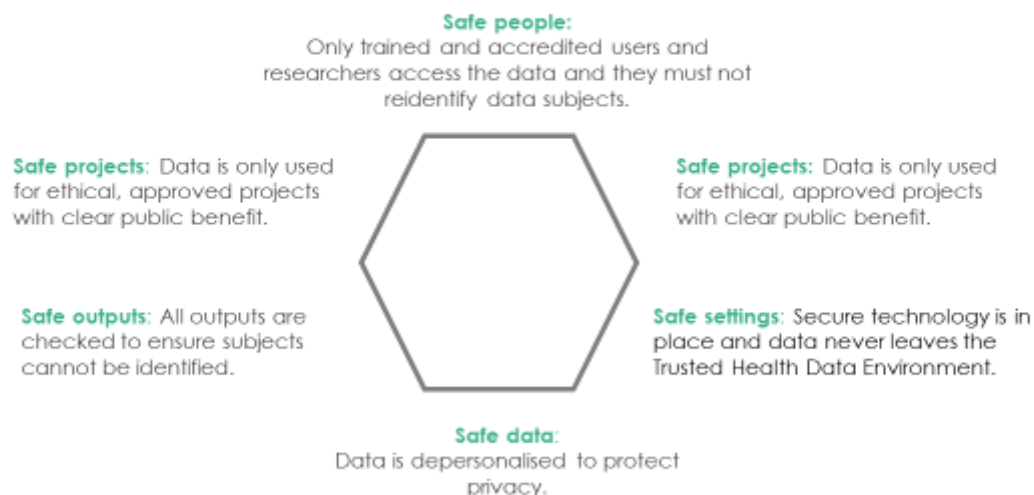 Safe people:
Only trained and accredited users and
researchers access the data and they must not
reidentify data subjects.
Safe projects: Data is only used
for ethical, approved projects
with clear public benefit.
Safe projects: Data is only used
for ethical, approved projects
with clear public benefit.
Safe outputs: All outputs are
checked to ensure subjects
cannot be identified.
Safe settings: Secure technology is in
place and data never leaves the
Trusted Health Data Environment.
Safe data:
Data is depersonalised to protect
privacy.